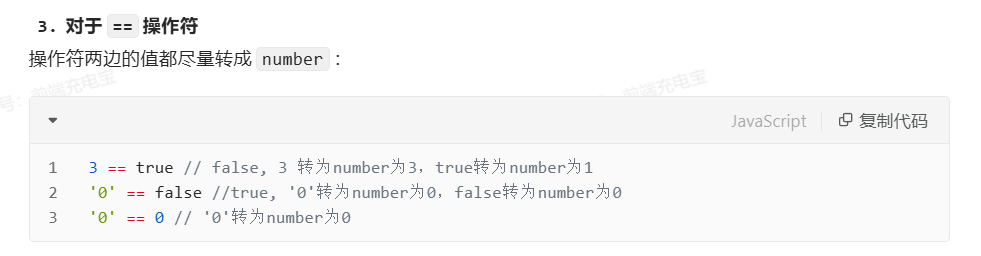 3. 对于 == 操作符
操作符两边的值都尽量转成 number :
JavaScript 复制代码
1 3 == true // false, 3 转为number为3，true转为number为1
2 '0' == false //true, '0'转为number为0，false转为number为0
3 '0' == 0 // '0'转为number为0
号：前端充电宝
前端充电宝